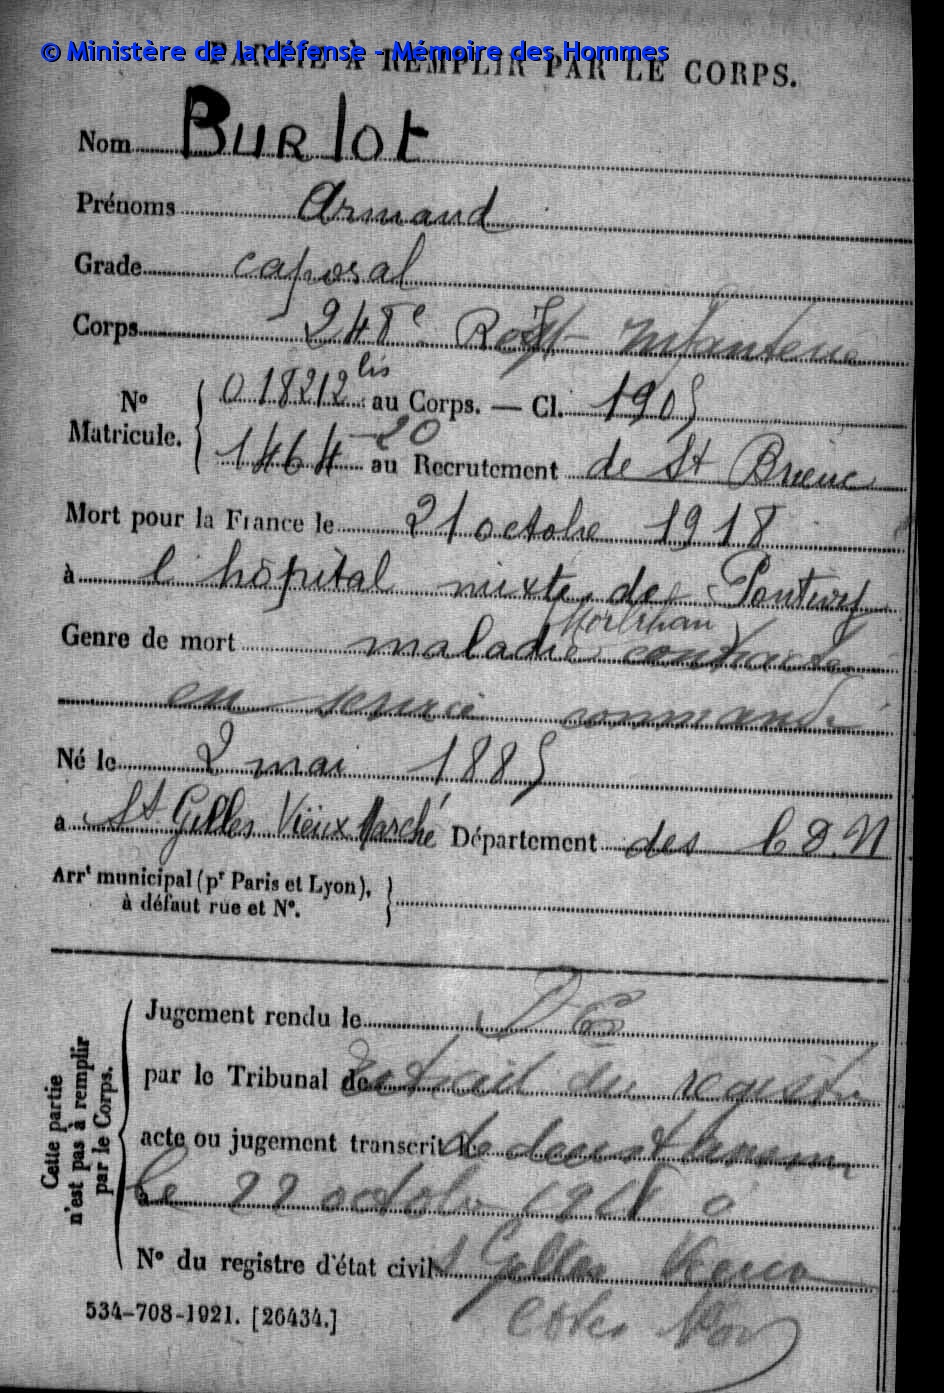 © Ministère de la défense - Mémoire des Hommes
PARTIE À REMPLIR PAR LE CORPS.
Nom Burlot
Prénoms Armand
Grade caporal
Corps 248e Regt Infanterie
No Matricule. 018212 bis au Corps. — Cl. 1905
1464 - 20 au Recrutement de St Brieuc
Mort pour la France le 21 octobre 1918
à l'hôpital mixte de Pontivy
Morbihan
Genre de mort maladie contractée
en service commandé
Né le 2 mai 1885
a St Gilles Vieux Marché Département des C D. N
Arrt municipal (pr Paris et Lyon),
à défaut rue et No.
Cette partie
n'est pas à remplir
par le Corps.
Jugement rendu le
par le Tribunal de Extrait du registre
acte ou jugement transcrit le de
le 22 octobre 1918 à
No du registre d'état civil St Gilles Vieux
Cotes Nord
534-708-1921. [26434.]